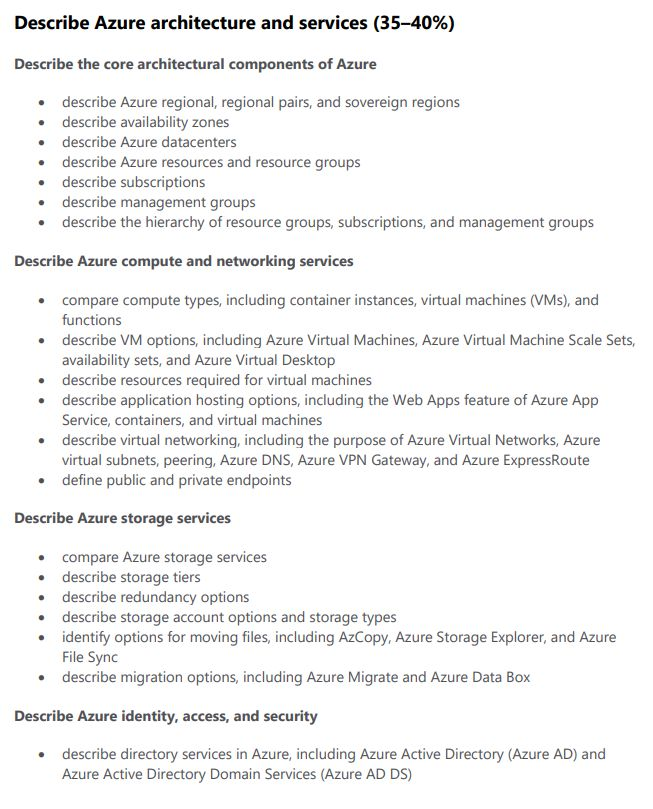 Describe Azure architecture and services (35–40%)
Describe the core architectural components of Azure
• describe Azure regional, regional pairs, and sovereign regions
• describe availability zones
• describe Azure datacenters
• describe Azure resources and resource groups
• describe subscriptions
• describe management groups
• describe the hierarchy of resource groups, subscriptions, and management groups
Describe Azure compute and networking services
• compare compute types, including container instances, virtual machines (VMs), and
functions
• describe VM options, including Azure Virtual Machines, Azure Virtual Machine Scale Sets,
availability sets, and Azure Virtual Desktop
• describe resources required for virtual machines
• describe application hosting options, including the Web Apps feature of Azure App
Service, containers, and virtual machines
• describe virtual networking, including the purpose of Azure Virtual Networks, Azure
virtual subnets, peering, Azure DNS, Azure VPN Gateway, and Azure ExpressRoute
• define public and private endpoints
Describe Azure storage services
• compare Azure storage services
• describe storage tiers
• describe redundancy options
• describe storage account options and storage types
• identify options for moving files, including AzCopy, Azure Storage Explorer, and Azure
File Sync
• describe migration options, including Azure Migrate and Azure Data Box
Describe Azure identity, access, and security
• describe directory services in Azure, including Azure Active Directory (Azure AD) and
Azure Active Directory Domain Services (Azure AD DS)